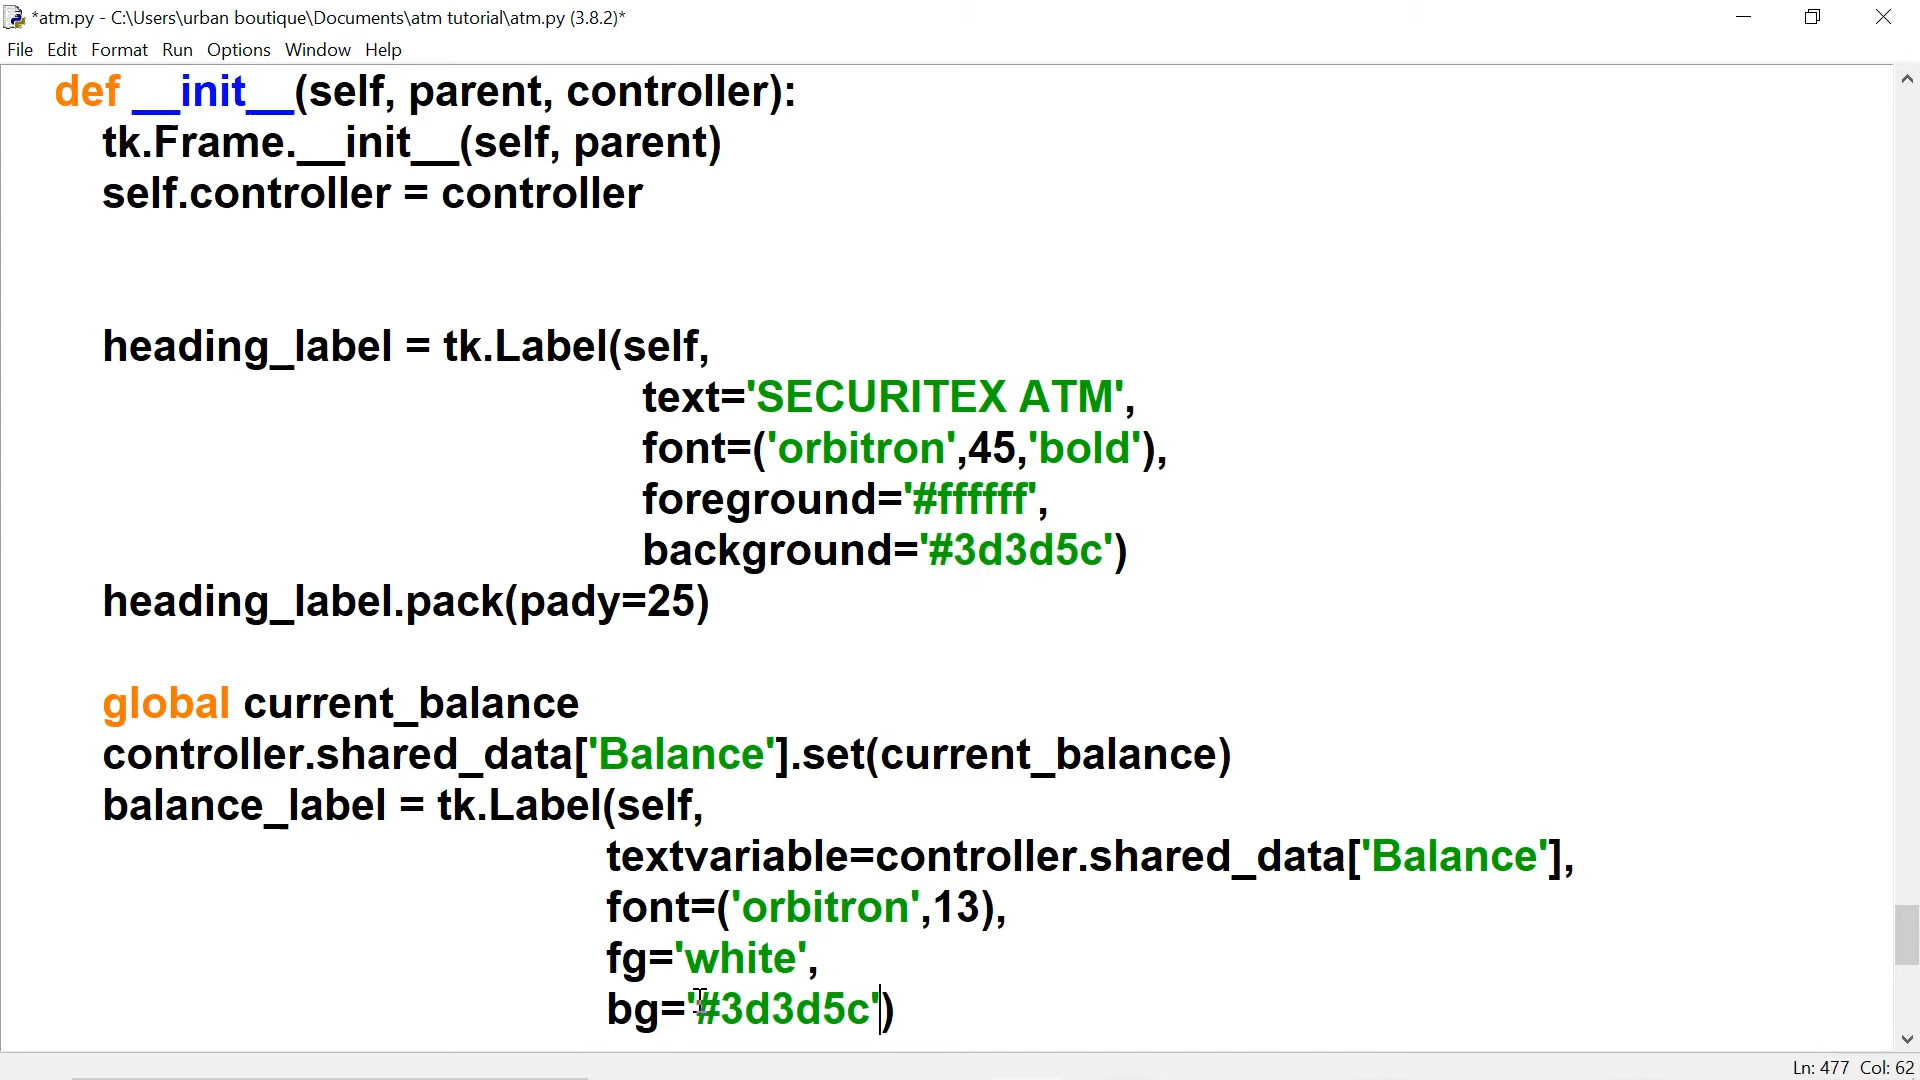 *atm.py - C:\Users\urban boutique\Documents\atm tutorial\atm.py (3.8.2)*
File Edit Format Run Options Window Help
def __init__(self, parent, controller):
tk.Frame.__init__(self, parent)
self.controller = controller
heading_label = tk.Label(self,
text='SECURITEX ATM',
font=('orbitron',45,'bold'),
foreground='#ffffff',
background='#3d3d5c')
heading_label.pack(pady=25)
global current_balance
controller.shared_data['Balance'].set(current_balance)
balance_label = tk.Label(self,
textvariable=controller.shared_data['Balance'],
font=('orbitron',13),
fg='white',
bg='#3d3d5c')
Ln: 477 Col: 62